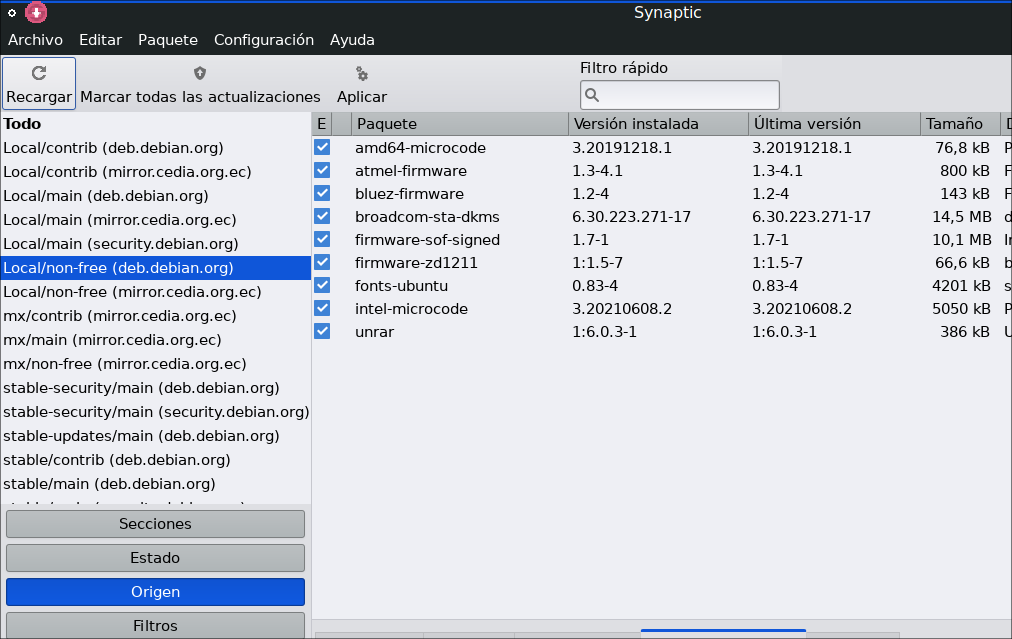 Synaptic
Archivo Editar Paquete Configuración Ayuda
Filtro rápido
Recargar Marcar todas las actualizaciones Aplicar
Todo
Local/contrib (deb.debian.org)
Local/contrib (mirror.cedia.org.ec)
Local/main (deb.debian.org)
Local/main (mirror.cedia.org.ec)
Local/main (security.debian.org)
Local/non-free (deb.debian.org)
Local/non-free (mirror.cedia.org.ec)
mx/contrib (mirror.cedia.org.ec)
mx/main (mirror.cedia.org.ec)
mx/non-free (mirror.cedia.org.ec)
stable-security/main (deb.debian.org)
stable-security/main (security.debian.org)
stable-updates/main (deb.debian.org)
stable/contrib (deb.debian.org)
stable/main (deb.debian.org)
Secciones
Estado
Origen
Filtros
E Paquete Versión instalada Última versión Tamaño D
amd64-microcode 3.20191218.1 3.20191218.1 76,8 kB P
atmel-firmware 1.3-4.1 1.3-4.1 800 kB F
bluez-firmware 1.2-4 1.2-4 143 kB F
broadcom-sta-dkms 6.30.223.271-17 6.30.223.271-17 14,5 MB d
firmware-sof-signed 1.7-1 1.7-1 10,1 MB I
firmware-zd1211 1:1.5-7 1:1.5-7 66,6 kB b
fonts-ubuntu 0.83-4 0.83-4 4201 kB s
intel-microcode 3.20210608.2 3.20210608.2 5050 kB P
unrar 1:6.0.3-1 1:6.0.3-1 386 kB U